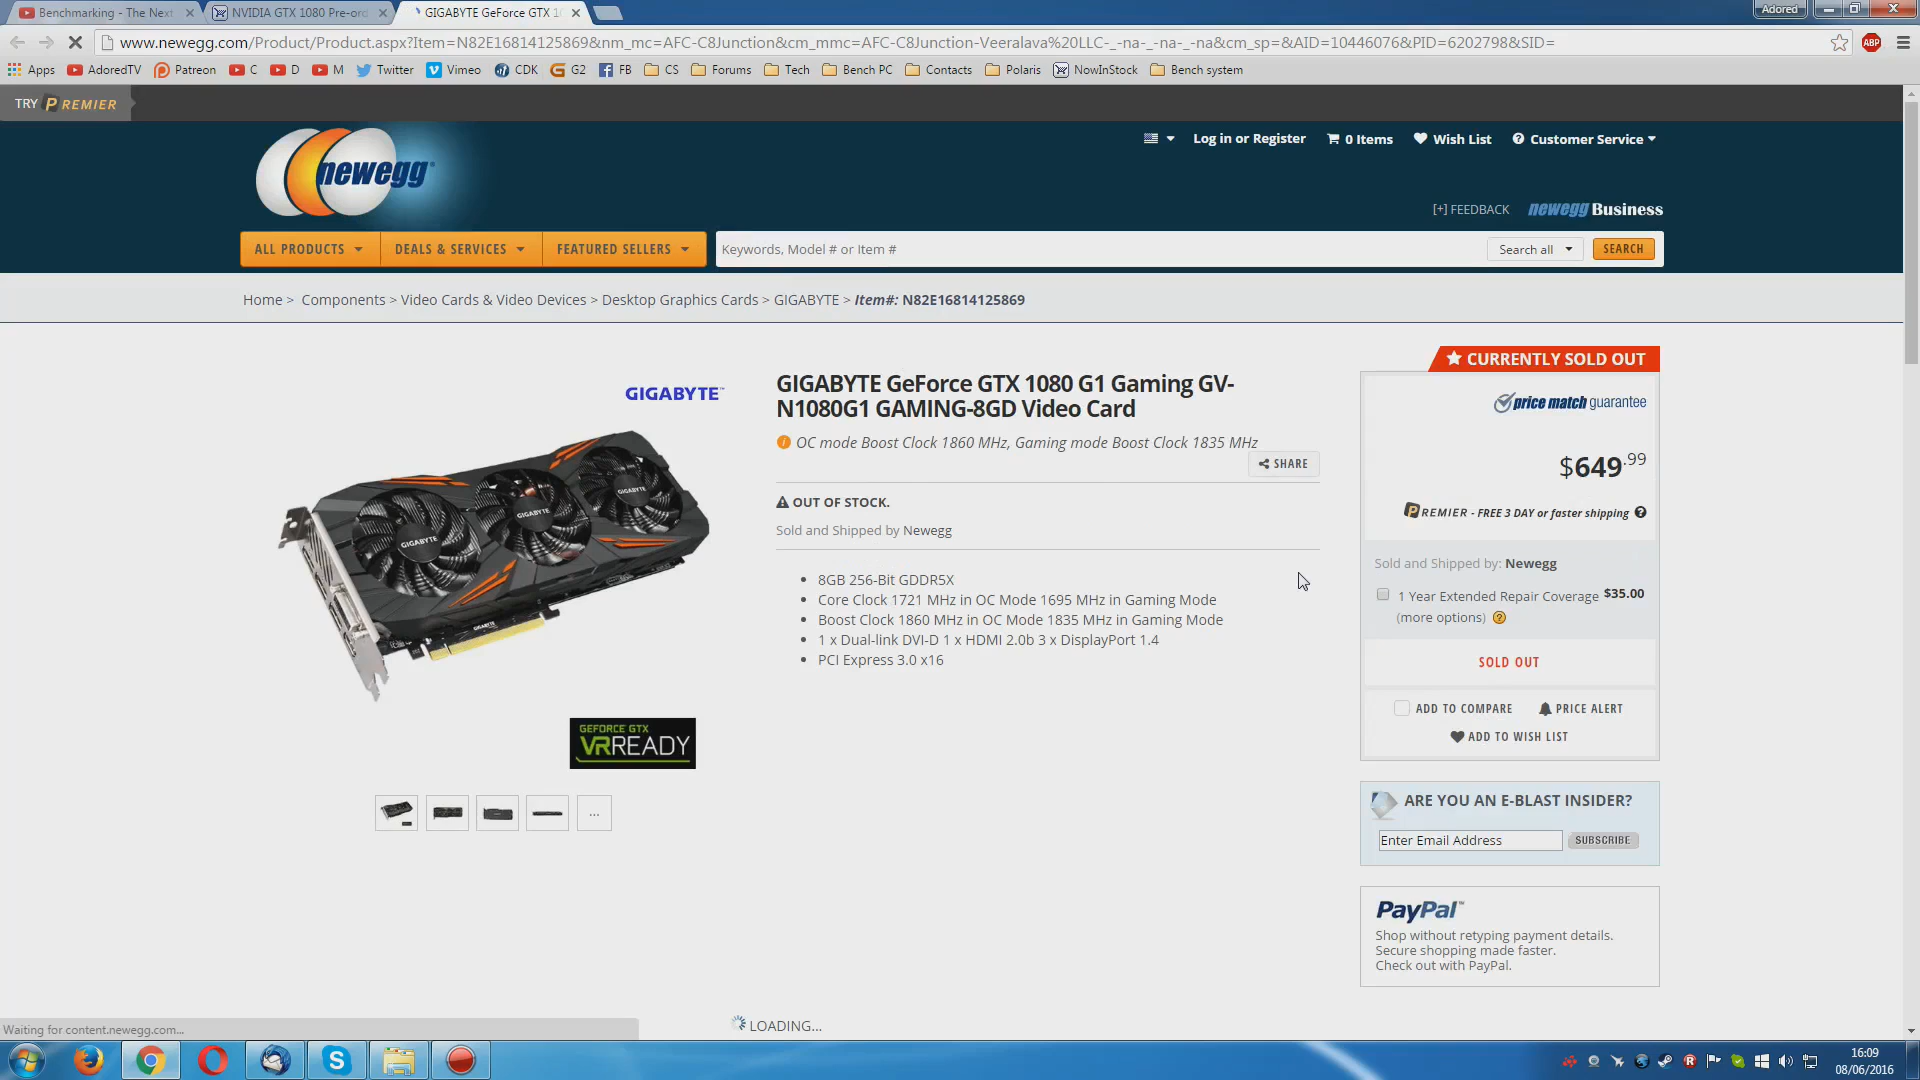 Benchmarking - The Next
NVIDIA GTX 1080 Pre-ord
GIGABYTE GeForce GTX 10
Adored
www.newegg.com/Product/Product.aspx?Item=N82E16814125869&nm_mc=AFC-C8Junction&cm_mmc=AFC-C8Junction-Veeralava%20LLC-_-na-_-na-_-na&cm_sp=&AID=10446076&PID=6202798&SID=
ABP
Apps AdoredTV Patreon C D M Twitter Vimeo CDK G2 FB CS Forums Tech Bench PC Contacts Polaris NowInStock Bench system
TRY PREMIER
newegg
Log in or Register 0 Items Wish List Customer Service
[+] FEEDBACK newegg Business
ALL PRODUCTS DEALS & SERVICES FEATURED SELLERS Keywords, Model # or Item # Search all SEARCH
Home > Components > Video Cards & Video Devices > Desktop Graphics Cards > GIGABYTE > Item#: N82E16814125869
GIGABYTE™
GIGABYTE
GIGABYTE
GIGABYTE
GIGABYTE
GEFORCE GTX
VRREADY
...
GIGABYTE GeForce GTX 1080 G1 Gaming GV-
N1080G1 GAMING-8GD Video Card
OC mode Boost Clock 1860 MHz, Gaming mode Boost Clock 1835 MHz
SHARE
OUT OF STOCK.
Sold and Shipped by Newegg
• 8GB 256-Bit GDDR5X
• Core Clock 1721 MHz in OC Mode 1695 MHz in Gaming Mode
• Boost Clock 1860 MHz in OC Mode 1835 MHz in Gaming Mode
• 1 x Dual-link DVI-D 1 x HDMI 2.0b 3 x DisplayPort 1.4
• PCI Express 3.0 x16
CURRENTLY SOLD OUT
price match guarantee
$649.99
PREMIER - FREE 3 DAY or faster shipping ?
Sold and Shipped by: Newegg
1 Year Extended Repair Coverage $35.00
(more options) ?
SOLD OUT
ADD TO COMPARE PRICE ALERT
ADD TO WISH LIST
ARE YOU AN E-BLAST INSIDER?
Enter Email Address SUBSCRIBE
PayPal™
Shop without retyping payment details.
Secure shopping made faster.
Check out with PayPal.
LOADING...
Waiting for content.newegg.com...
16:09
08/06/2016